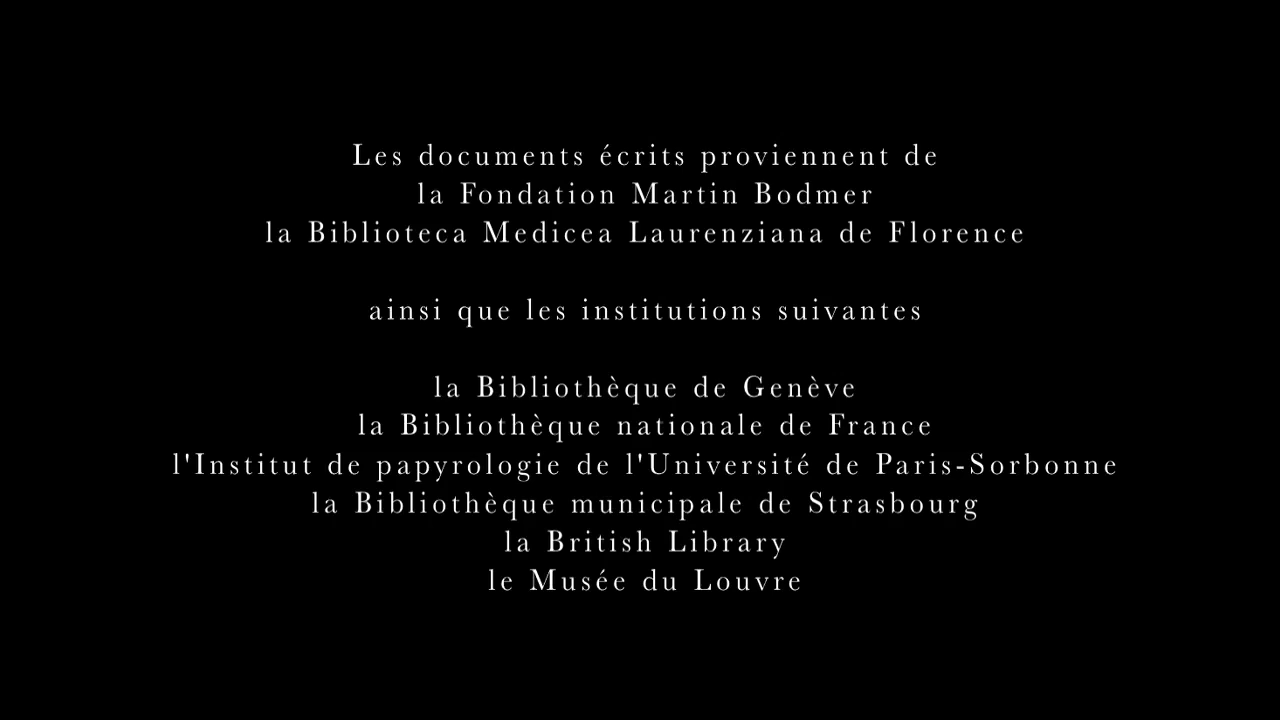 Les documents écrits proviennent de
la Fondation Martin Bodmer
la Biblioteca Medicea Laurenziana de Florence
ainsi que les institutions suivantes
la Bibliothèque de Genève
la Bibliothèque nationale de France
l'Institut de papyrologie de l'Université de Paris-Sorbonne
la Bibliothèque municipale de Strasbourg
la British Library
le Musée du Louvre